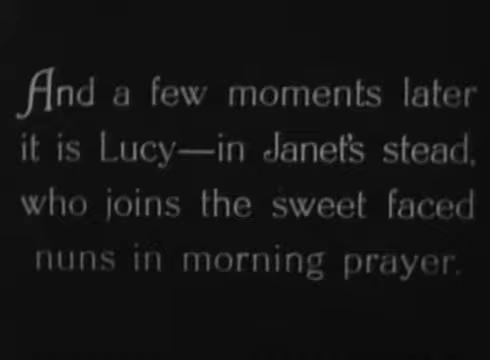 And a few moments later
it is Lucy—in Janet's stead,
who joins the sweet faced
nuns in morning prayer.